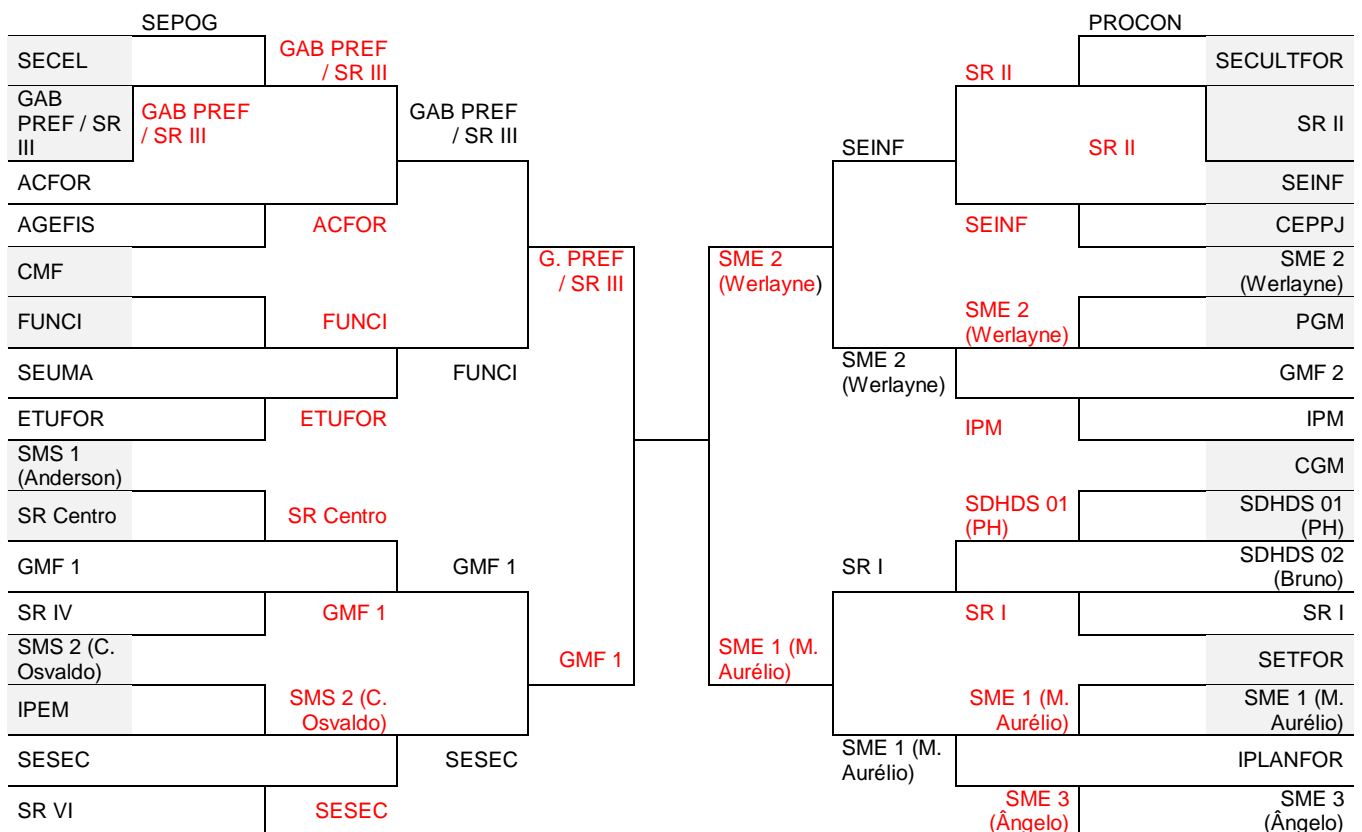 SEPOG
PROCON
SECEL
GAB PREF
/ SR III
SR II
SECULTFOR
GAB
PREF / SR
III
GAB PREF
/ SR III
GAB PREF
/ SR III
SEINF
SR II
SR II
ACFOR
SEINF
AGEFIS
ACFOR
SEINF
CEPPJ
CMF
G. PREF
/ SR III
SME 2
(Werlayne)
SME 2
(Werlayne)
FUNCI
FUNCI
SME 2
(Werlayne)
PGM
SEUMA
FUNCI
SME 2
(Werlayne)
GMF 2
ETUFOR
ETUFOR
IPM
IPM
SMS 1
(Anderson)
CGM
SR Centro
SR Centro
SDHDS 01
(PH)
SDHDS 01
(PH)
GMF 1
GMF 1
SR I
SDHDS 02
(Bruno)
SR IV
GMF 1
SR I
SR I
SMS 2 (C.
Osvaldo)
GMF 1
SME 1 (M.
Aurélio)
SETFOR
IPEM
SMS 2 (C.
Osvaldo)
SME 1 (M.
Aurélio)
SME 1 (M.
Aurélio)
SESEC
SESEC
SME 1 (M.
Aurélio)
IPLANFOR
SR VI
SESEC
SME 3
(Ângelo)
SME 3
(Ângelo)